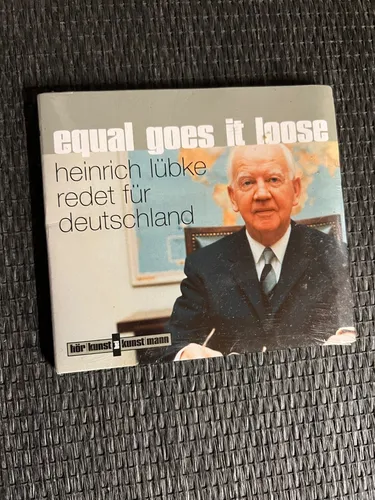 equal goes it loose
heinrich lübke
redet für
deutschland
hör kunst kunst mann